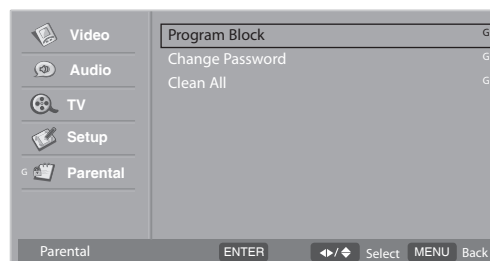 Video
Audio
TV
Setup
G Parental
Program Block G
Change Password G
Clean All G
Parental ENTER / Select MENU Back